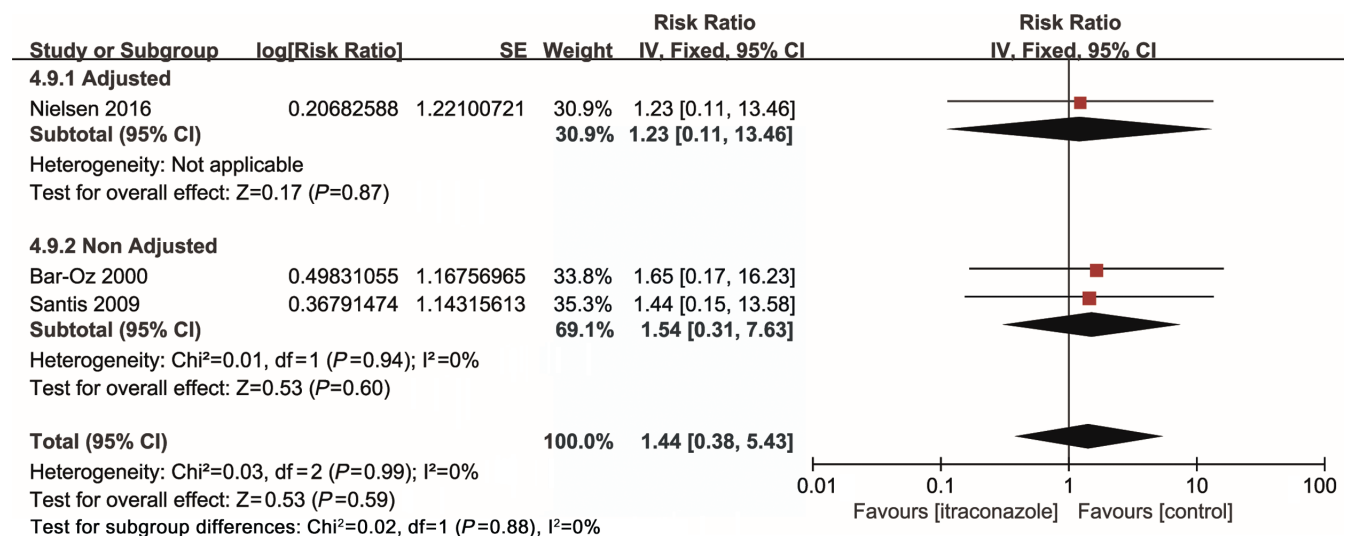 Risk Ratio Risk Ratio
Study or Subgroup log[Risk Ratio] SE Weight IV, Fixed, 95% CI IV, Fixed, 95% CI
4.9.1 Adjusted
Nielsen 2016 0.20682588 1.22100721 30.9% 1.23 [0.11, 13.46]
Subtotal (95% CI) 30.9% 1.23 [0.11, 13.46]
Heterogeneity: Not applicable
Test for overall effect: Z=0.17 (P=0.87)
4.9.2 Non Adjusted
Bar-Oz 2000 0.49831055 1.16756965 33.8% 1.65 [0.17, 16.23]
Santis 2009 0.36791474 1.14315613 35.3% 1.44 [0.15, 13.58]
Subtotal (95% CI) 69.1% 1.54 [0.31, 7.63]
Heterogeneity: Chi²=0.01, df=1 (P=0.94); I²=0%
Test for overall effect: Z=0.53 (P=0.60)
Total (95% CI) 100.0% 1.44 [0.38, 5.43]
Heterogeneity: Chi²=0.03, df=2 (P=0.99); I²=0%
Test for overall effect: Z=0.53 (P=0.59)
Test for subgroup differences: Chi²=0.02, df=1 (P=0.88), I²=0%
0.01 0.1 1 10 100
Favours [itraconazole] Favours [control]